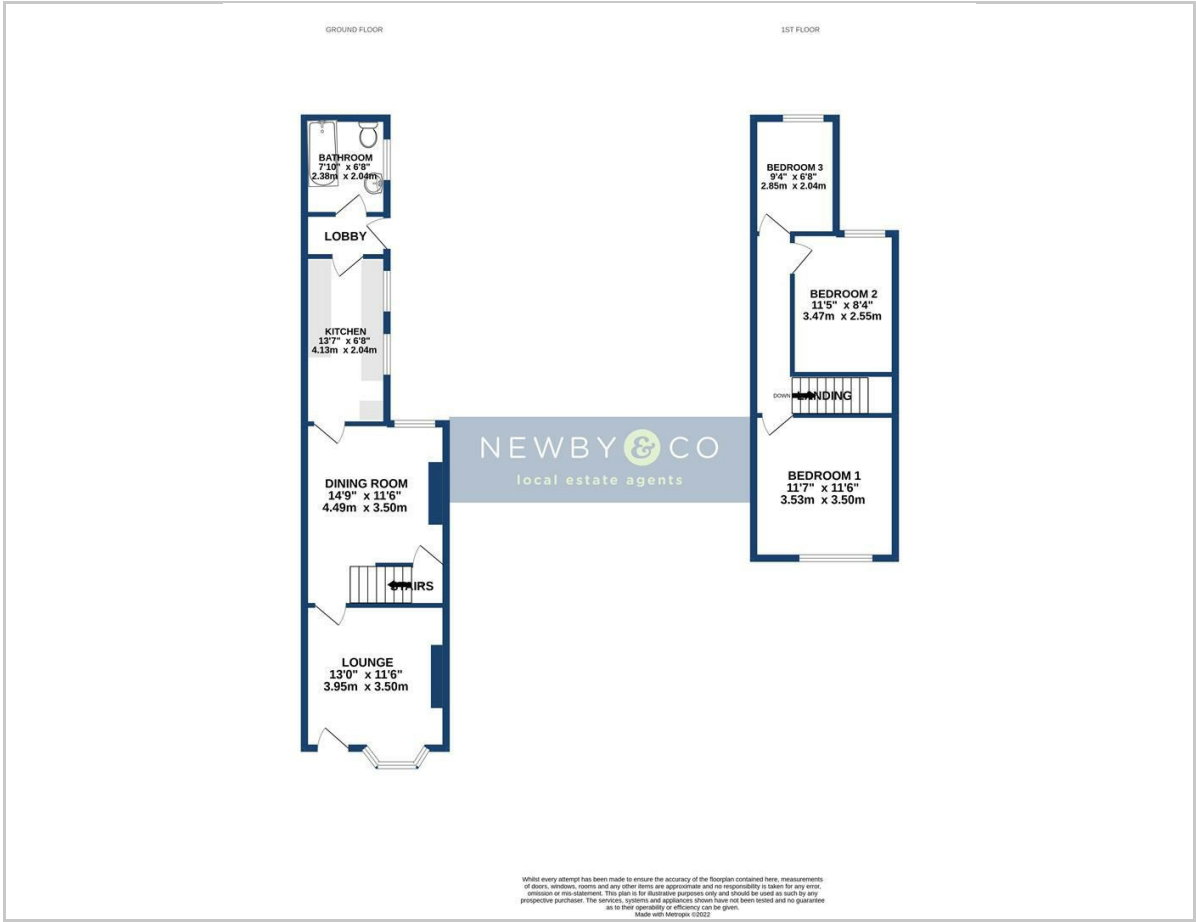 GROUND FLOOR
1ST FLOOR
BATHROOM
7'10" x 6'8"
2.38m x 2.04m
LOBBY
KITCHEN
13'7" x 6'8"
4.13m x 2.04m
DINING ROOM
14'9" x 11'6"
4.49m x 3.50m
STAIRS
LOUNGE
13'0" x 11'6"
3.95m x 3.50m
NEWBY & CO
local estate agents
BEDROOM 3
9'4" x 6'8"
2.85m x 2.04m
BEDROOM 2
11'5" x 8'4"
3.47m x 2.55m
DOWN
LANDING
BEDROOM 1
11'7" x 11'6"
3.53m x 3.50m
Whilst every attempt has been made to ensure the accuracy of the floorplan contained here, measurements
of doors, windows, rooms and any other items are approximate and no responsibility is taken for any error,
omission or mis-statement. This plan is for illustrative purposes only and should be used as such by any
prospective purchaser. The services, systems and appliances shown have not been tested and no guarantee
as to their operability or efficiency can be given.
Made with Metropix ©2022